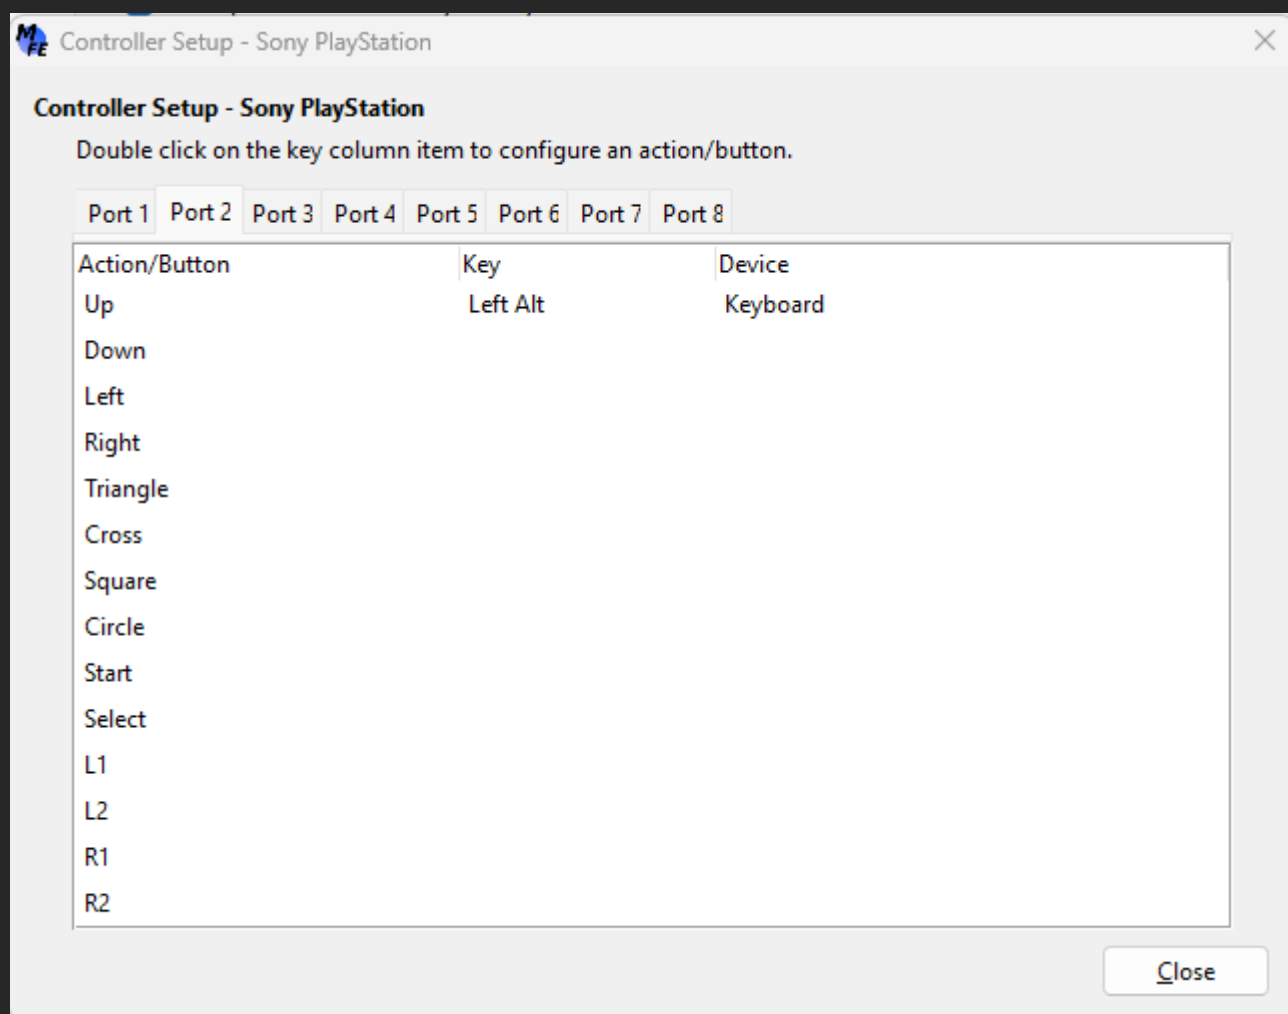 MFE Controller Setup - Sony PlayStation
Controller Setup - Sony PlayStation
Double click on the key column item to configure an action/button.
Port 1 Port 2 Port 3 Port 4 Port 5 Port 6 Port 7 Port 8
Action/Button Key Device
Up Left Alt Keyboard
Down
Left
Right
Triangle
Cross
Square
Circle
Start
Select
L1
L2
R1
R2
Close